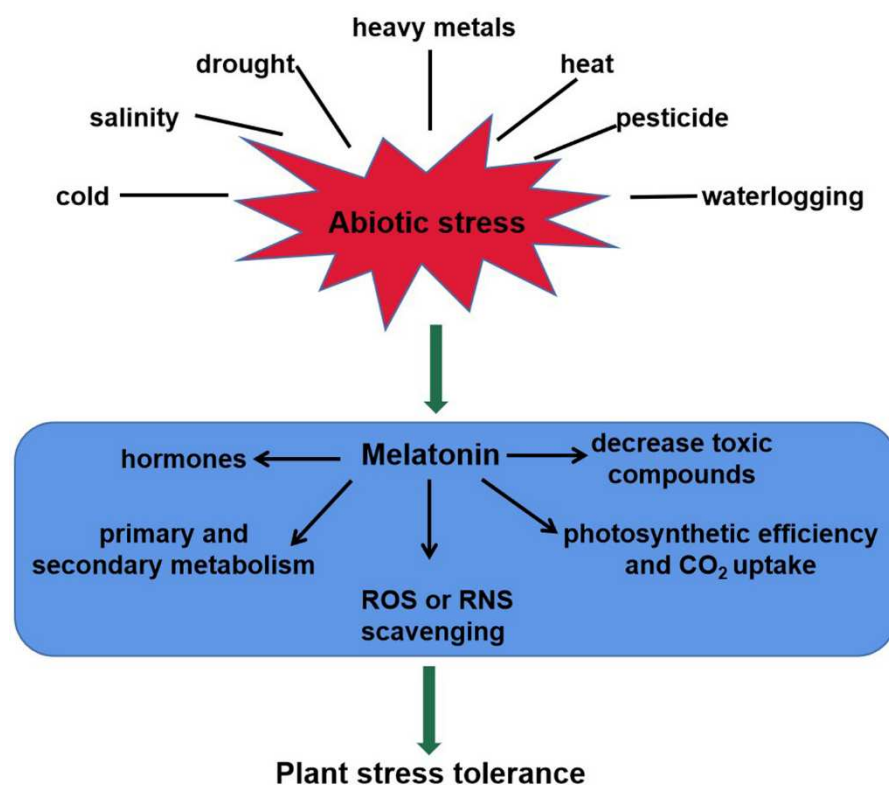 heavy metals
drought
heat
salinity
pesticide
cold
waterlogging
Abiotic stress
hormones
Melatonin
decrease toxic
compounds
primary and
secondary metabolism
photosynthetic efficiency
and CO₂ uptake
ROS or RNS
scavenging
Plant stress tolerance